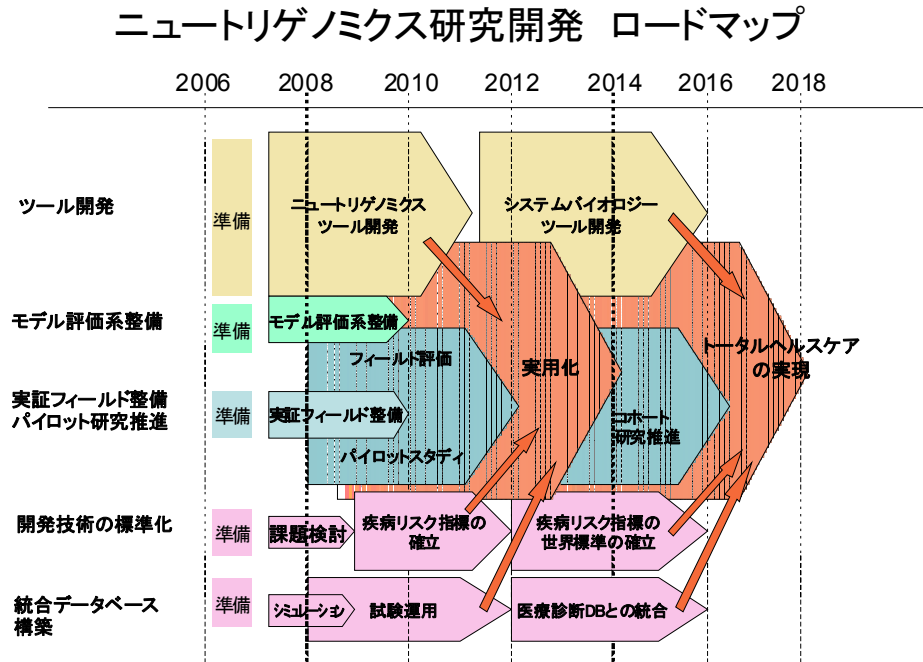 ニュートリゲノミクス研究開発　ロードマップ
2006 2008 2010 2012 2014 2016 2018
ツール開発
準備
ニュートリゲノミクス
ツール開発
システムバイオロジー
ツール開発
モデル評価系整備
準備
モデル評価系整備
フィールド評価
実用化
トータルヘルスケア
の実現
実証フィールド整備
パイロット研究推進
準備
実証フィールド整備
コホート
研究推進
パイロットスタディ
開発技術の標準化
準備
課題検討
疾病リスク指標の
確立
疾病リスク指標の
世界標準の確立
統合データベース
構築
準備
シミュレーション
試験運用
医療診断DBとの統合